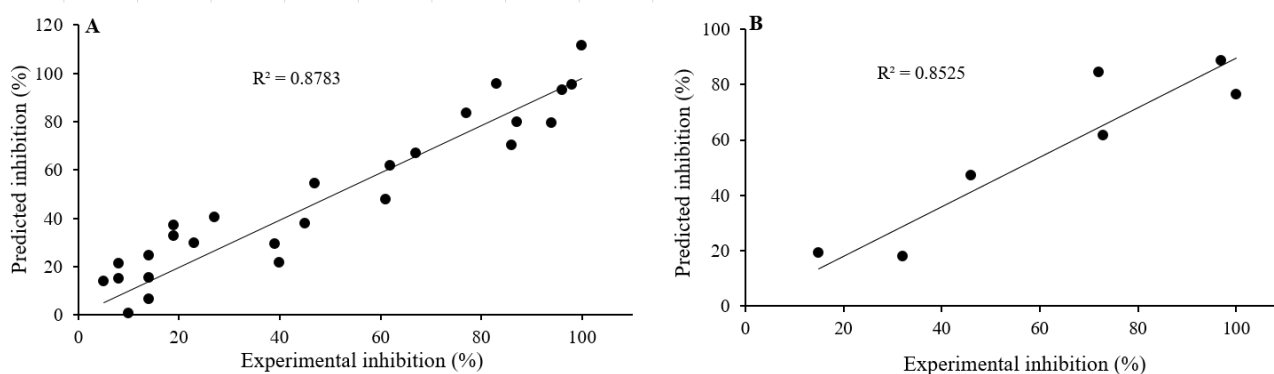 A
120
100
80
60
40
20
0
Predicted inhibition (%)
R² = 0.8783
0 20 40 60 80 100
Experimental inhibition (%)
B
100
80
60
40
20
0
Predicted inhibition (%)
R² = 0.8525
0 20 40 60 80 100
Experimental inhibition (%)